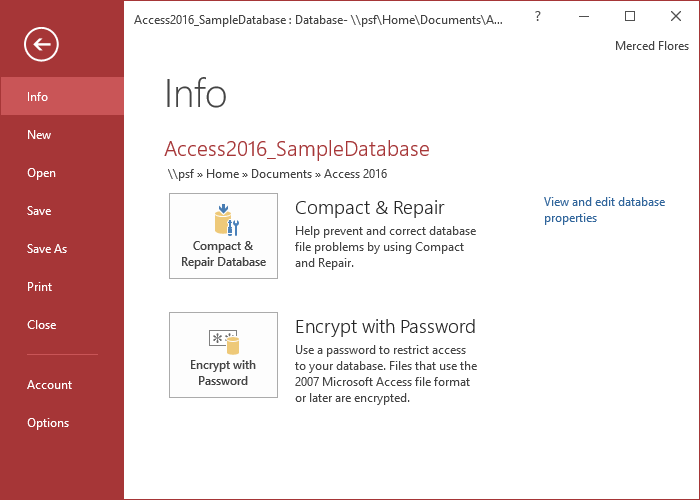 Access2016_SampleDatabase : Database- \\psf\Home\Documents\A...
?
Merced Flores
Info
New
Open
Save
Save As
Print
Close
Account
Options
Info
Access2016_SampleDatabase
\\psf » Home » Documents » Access 2016
Compact &
Repair Database
Compact & Repair
Help prevent and correct database
file problems by using Compact
and Repair.
View and edit database
properties
Encrypt with
Password
Encrypt with Password
Use a password to restrict access
to your database. Files that use the
2007 Microsoft Access file format
or later are encrypted.